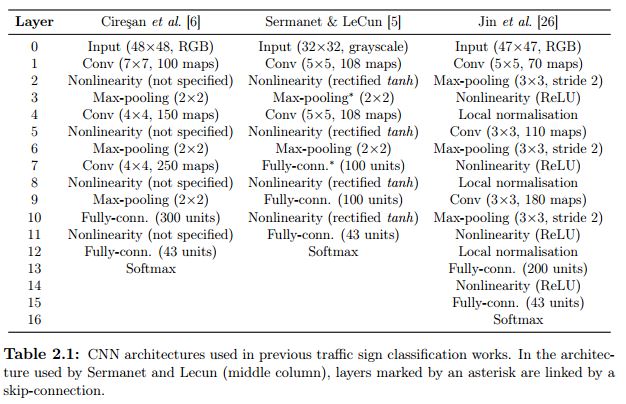 Layer Cireşan et al. [6] Sermanet & LeCun [5] Jin et al. [26]
0 Input (48×48, RGB) Input (32×32, grayscale) Input (47×47, RGB)
1 Conv (7×7, 100 maps) Conv (5×5, 108 maps) Conv (5×5, 70 maps)
2 Nonlinearity (not specified) Nonlinearity (rectified tanh) Max-pooling (3×3, stride 2)
3 Max-pooling (2×2) Max-pooling* (2×2) Nonlinearity (ReLU)
4 Conv (4×4, 150 maps) Conv (5×5, 108 maps) Local normalisation
5 Nonlinearity (not specified) Nonlinearity (rectified tanh) Conv (3×3, 110 maps)
6 Max-pooling (2×2) Max-pooling (2×2) Max-pooling (3×3, stride 2)
7 Conv (4×4, 250 maps) Fully-conn.* (100 units) Nonlinearity (ReLU)
8 Nonlinearity (not specified) Nonlinearity (rectified tanh) Local normalisation
9 Max-pooling (2×2) Fully-conn. (100 units) Conv (3×3, 180 maps)
10 Fully-conn. (300 units) Nonlinearity (rectified tanh) Max-pooling (3×3, stride 2)
11 Nonlinearity (not specified) Fully-conn. (43 units) Nonlinearity (ReLU)
12 Fully-conn. (43 units) Softmax Local normalisation
13 Softmax Fully-conn. (200 units)
14 Nonlinearity (ReLU)
15 Fully-conn. (43 units)
16 Softmax
Table 2.1: CNN architectures used in previous traffic sign classification works. In the architec-
ture used by Sermanet and Lecun (middle column), layers marked by an asterisk are linked by a
skip-connection.